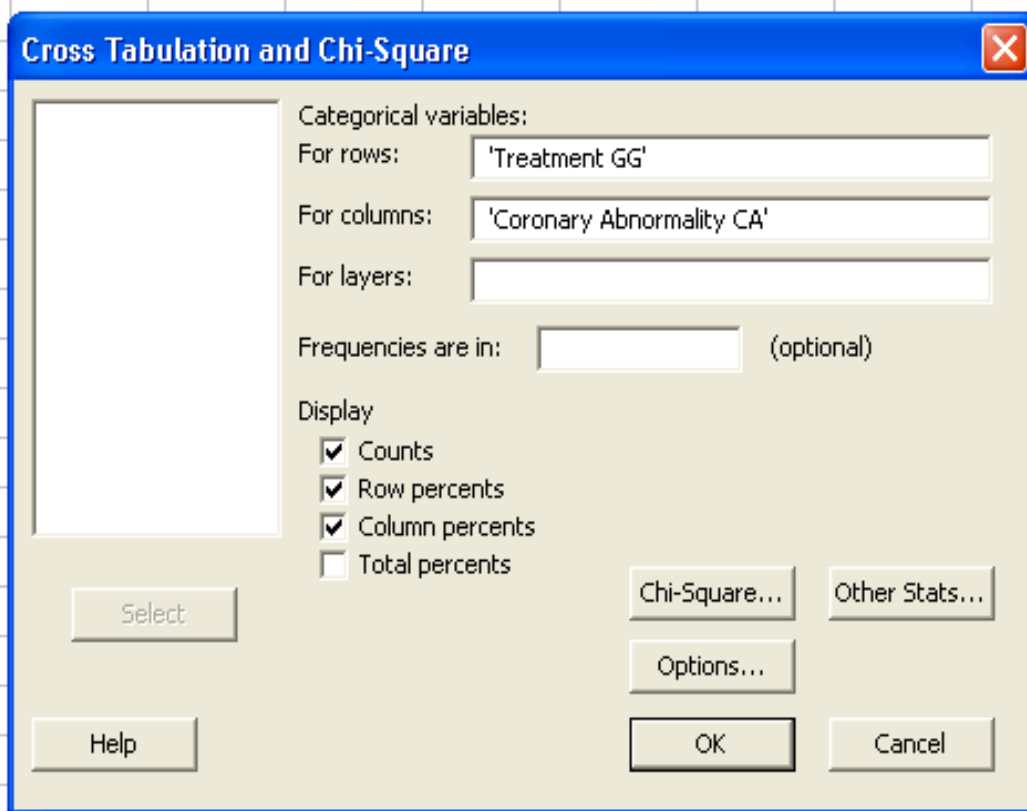 Cross Tabulation and Chi-Square
Categorical variables:
For rows: 'Treatment GG'
For columns: 'Coronary Abnormality CA'
For layers:
Frequencies are in: (optional)
Display
Counts
Row percents
Column percents
Total percents
Select
Chi-Square... Other Stats...
Options...
Help OK Cancel